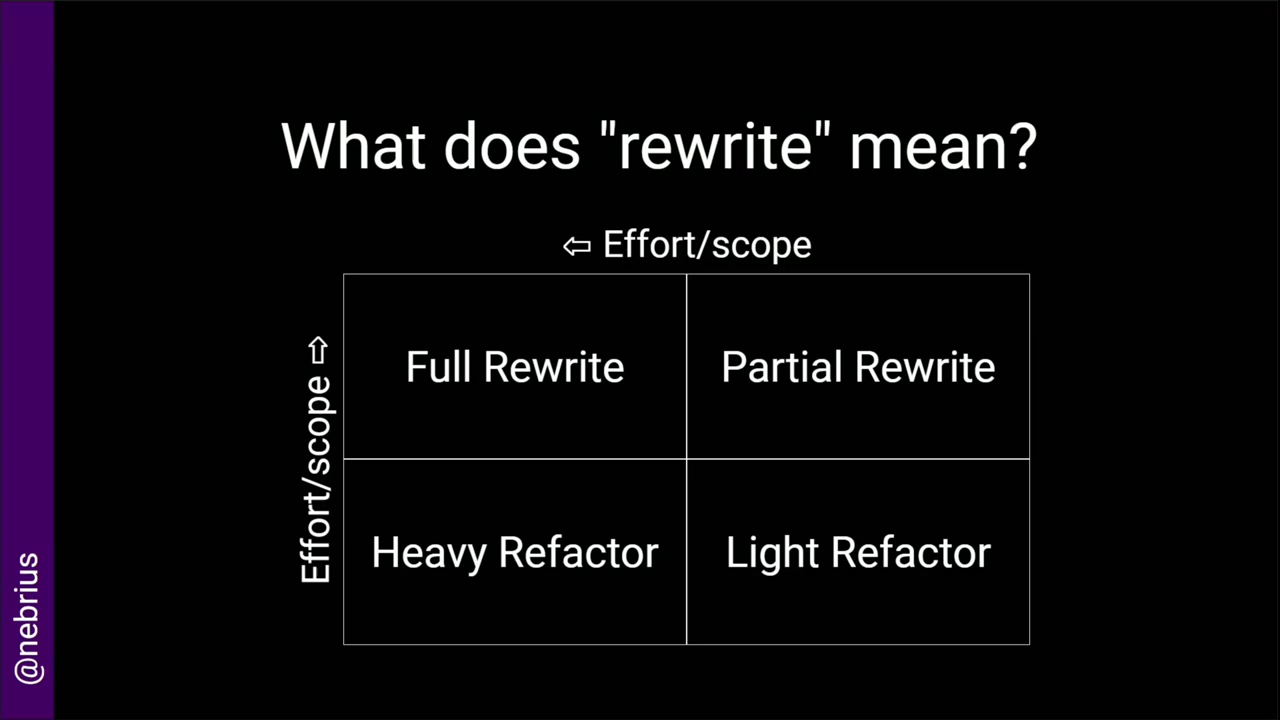 What does "rewrite" mean?
⇦ Effort/scope
Effort/scope ⇨
Full Rewrite
Partial Rewrite
Heavy Refactor
Light Refactor
@nebrius